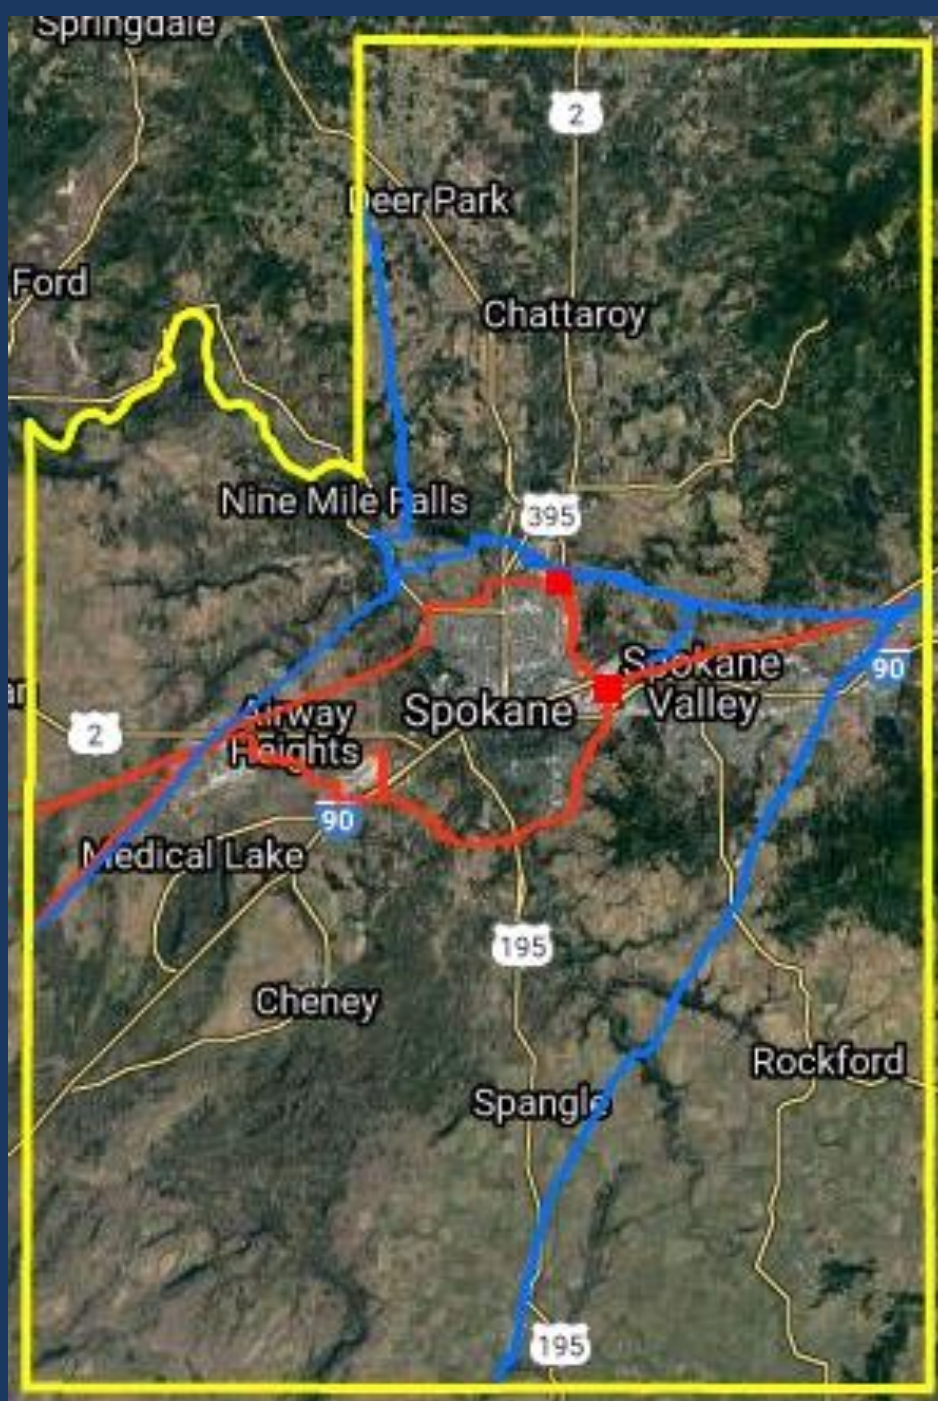 Springdale
2
Deer Park
Ford
Chattaroy
Nine Mile Falls
395
Spokane
Valley
90
Airway
Heights
Spokane
2
90
Medical Lake
195
Cheney
Rockford
Spangle
195